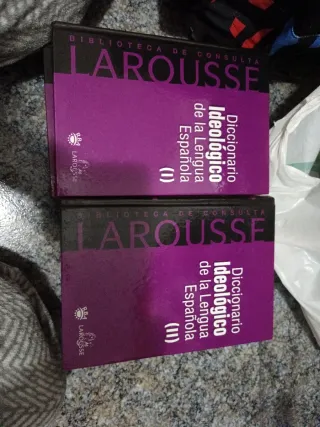 BIBLIOTECA DE CONSULTA
LAROUSSE
Diccionario
Ideológico
de la Lengua
Española
(I)
LAROUSSE
BIBLIOTECA DE CONSULTA
LAROUSSE
Diccionario
Ideológico
de la Lengua
Española
(II)
LAROUSSE